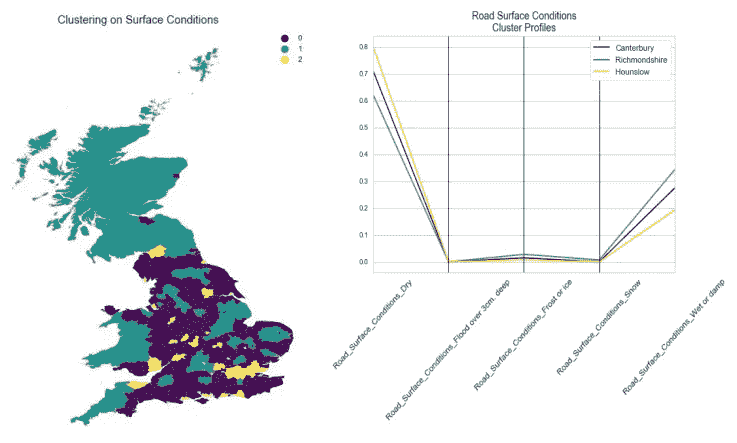 Clustering on Surface Conditions
0
1
2
Road Surface Conditions
Cluster Profiles
Canterbury
Richmondshire
Hounslow
0.8
0.7
0.6
0.5
0.4
0.3
0.2
0.1
0.0
Road_Surface_Conditions_Dry
Road_Surface_Conditions_Flood over 3cm. deep
Road_Surface_Conditions_Frost or ice
Road_Surface_Conditions_Snow
Road_Surface_Conditions_Wet or damp